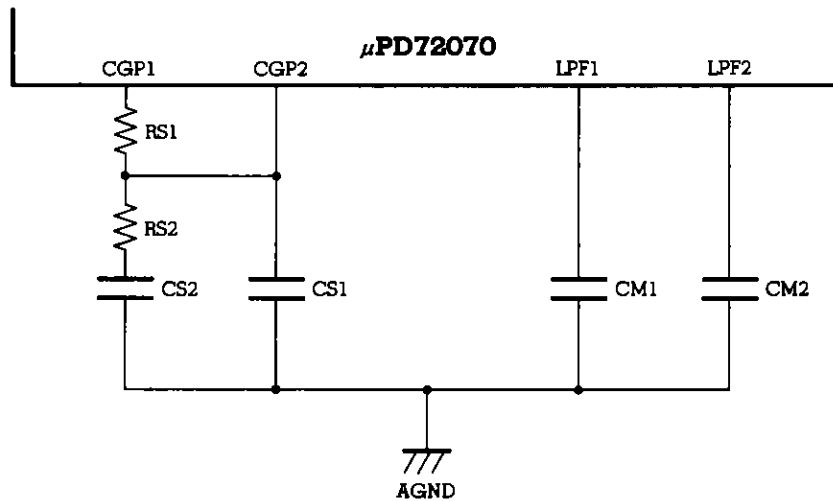 μPD72070
CGP1 CGP2 LPF1 LPF2
RS1
RS2
CS2 CS1 CM1 CM2
AGND